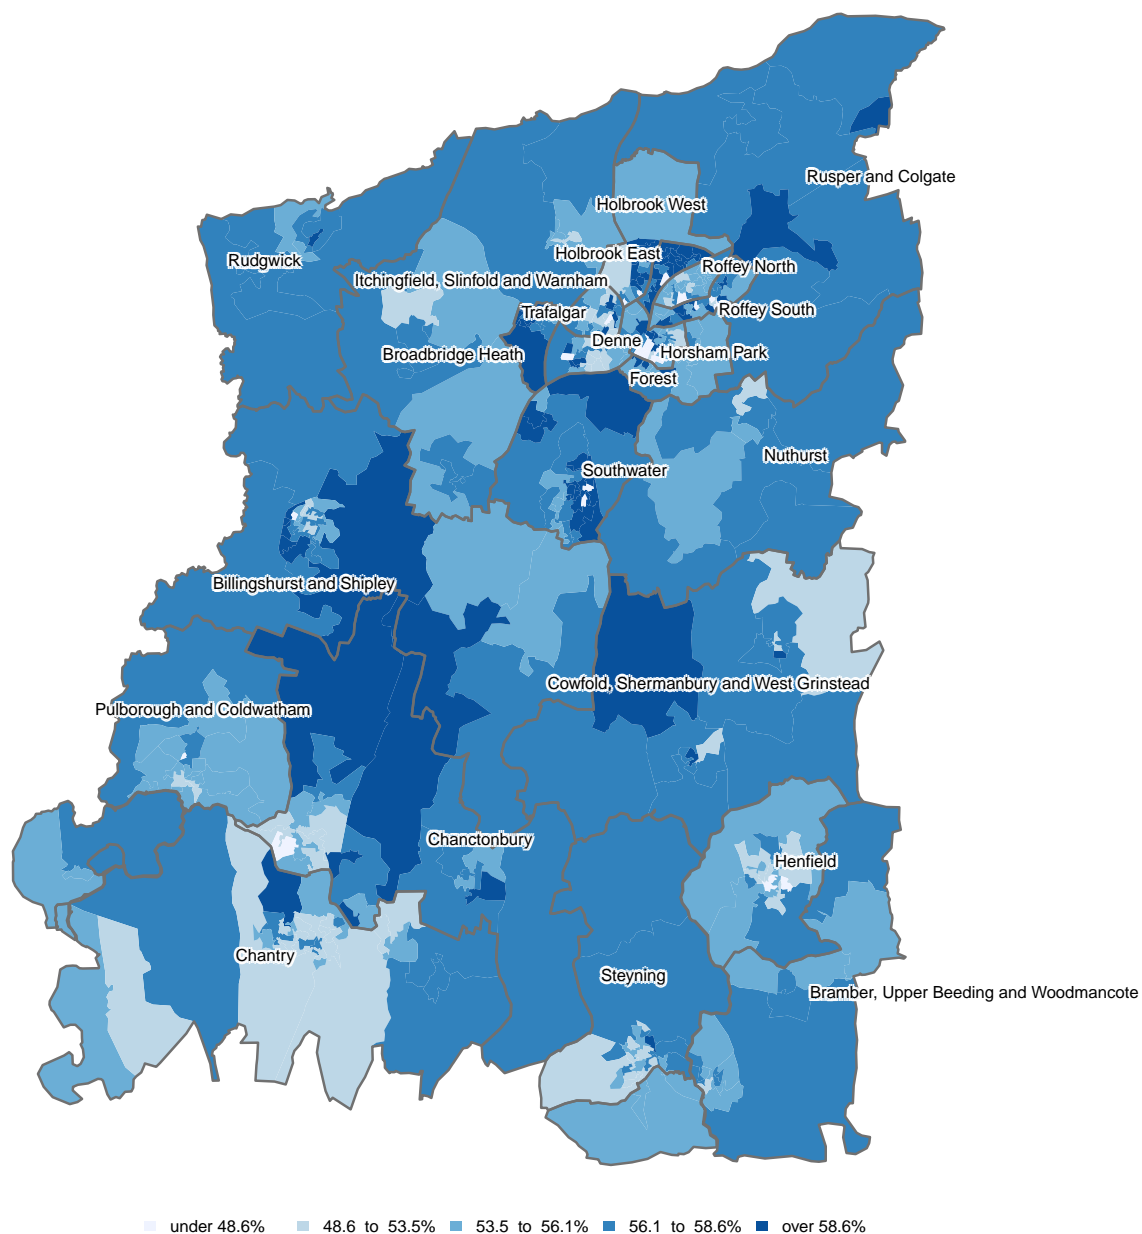 Rusper and Colgate
Holbrook West
Holbrook East
Rudgwick
Roffey North
Itchingfield, Slinfold and Warnham
Trafalgar
Roffey South
Denne
Broadbridge Heath
Horsham Park
Forest
Nuthurst
Southwater
Billingshurst and Shipley
Cowfold, Shermanbury and West Grinstead
Pulborough and Coldwatham
Chanctonbury
Henfield
Chantry
Steyning
Bramber, Upper Beeding and Woodmancote
under 48.6% 48.6 to 53.5% 53.5 to 56.1% 56.1 to 58.6% over 58.6%